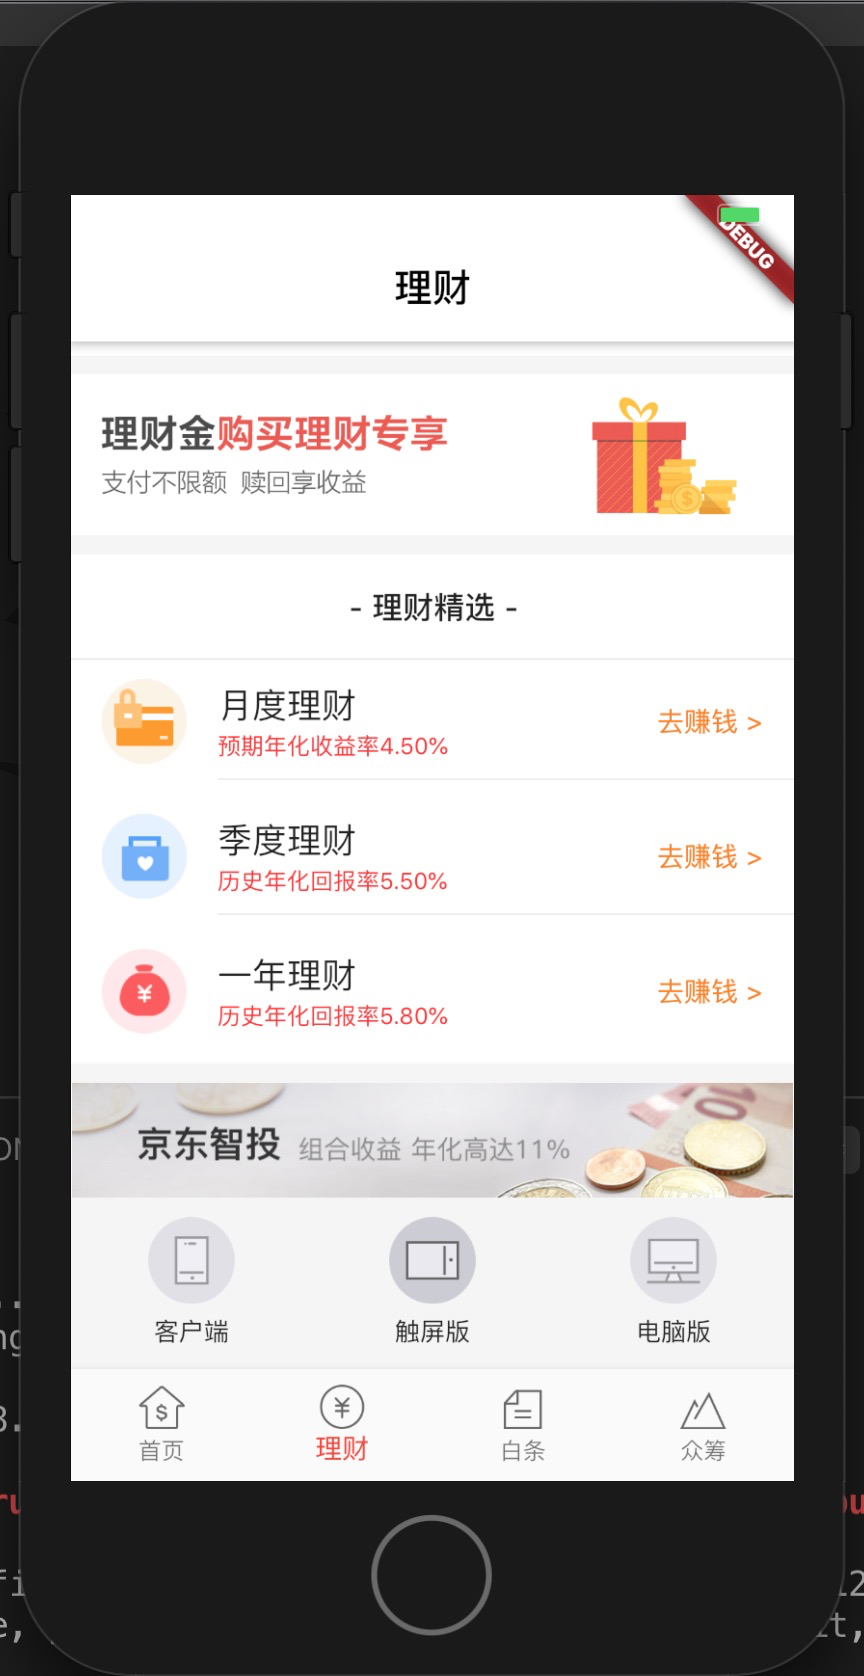 DEBUG
理财
理财金购买理财专享
支付不限额 赎回享收益
- 理财精选 -
月度理财
预期年化收益率4.50%
去赚钱 >
季度理财
历史年化回报率5.50%
去赚钱 >
¥
一年理财
历史年化回报率5.80%
去赚钱 >
京东智投 组合收益 年化高达11%
客户端
触屏版
电脑版
首页
理财
白条
众筹